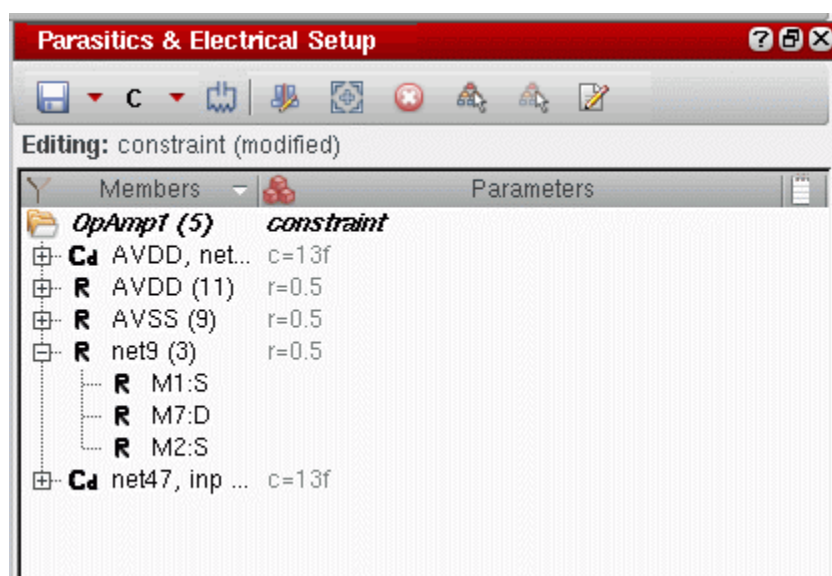 Parasitics & Electrical Setup
C
Editing: constraint (modified)
Members Parameters
OpAmp1 (5) constraint
Cd AVDD, net... c=13f
R AVDD (11) r=0.5
R AVSS (9) r=0.5
R net9 (3) r=0.5
R M1:S
R M7:D
R M2:S
Cd net47, inp ... c=13f